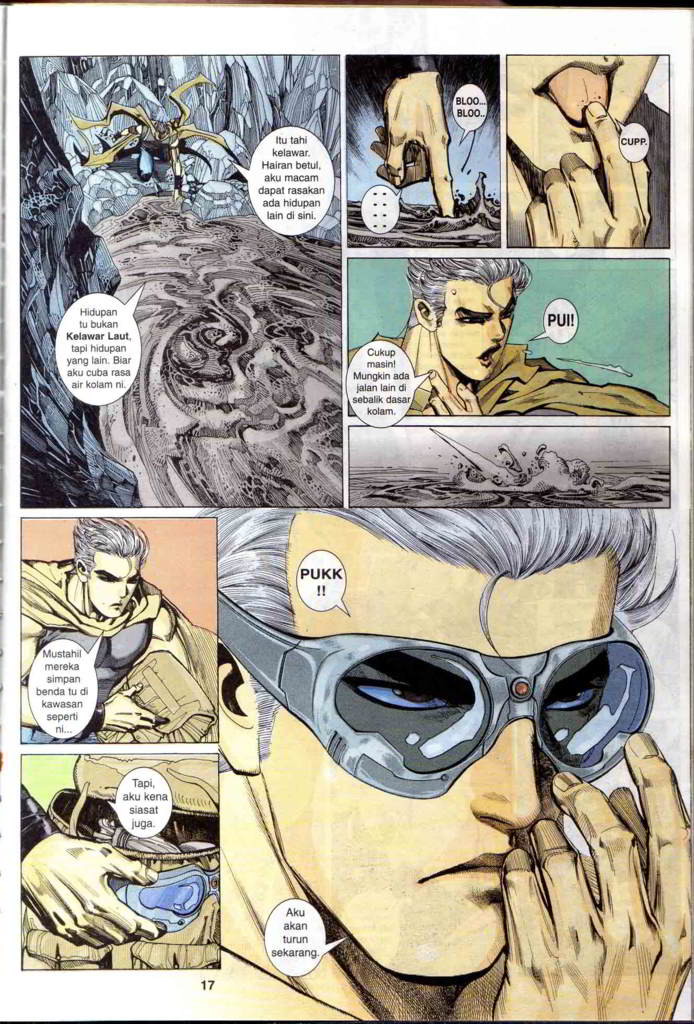 Itu tahi
kelawar.
Hairan betul,
aku macam
dapat rasakan
ada hidupan
lain di sini.
Hidupan
tu bukan
Kelawar Laut,
tapi hidupan
yang lain. Biar
aku cuba rasa
air kolam ni.
BLOO...
BLOO..
CUPP.
PUI!
Cukup
masin!
Mungkin ada
jalan lain di
sebalik dasar
kolam.
Mustahil
mereka
simpan
benda tu di
kawasan
seperti
ni...
Tapi,
aku kena
siasat
juga.
PUKK
!!
Aku
akan
turun
sekarang.
17